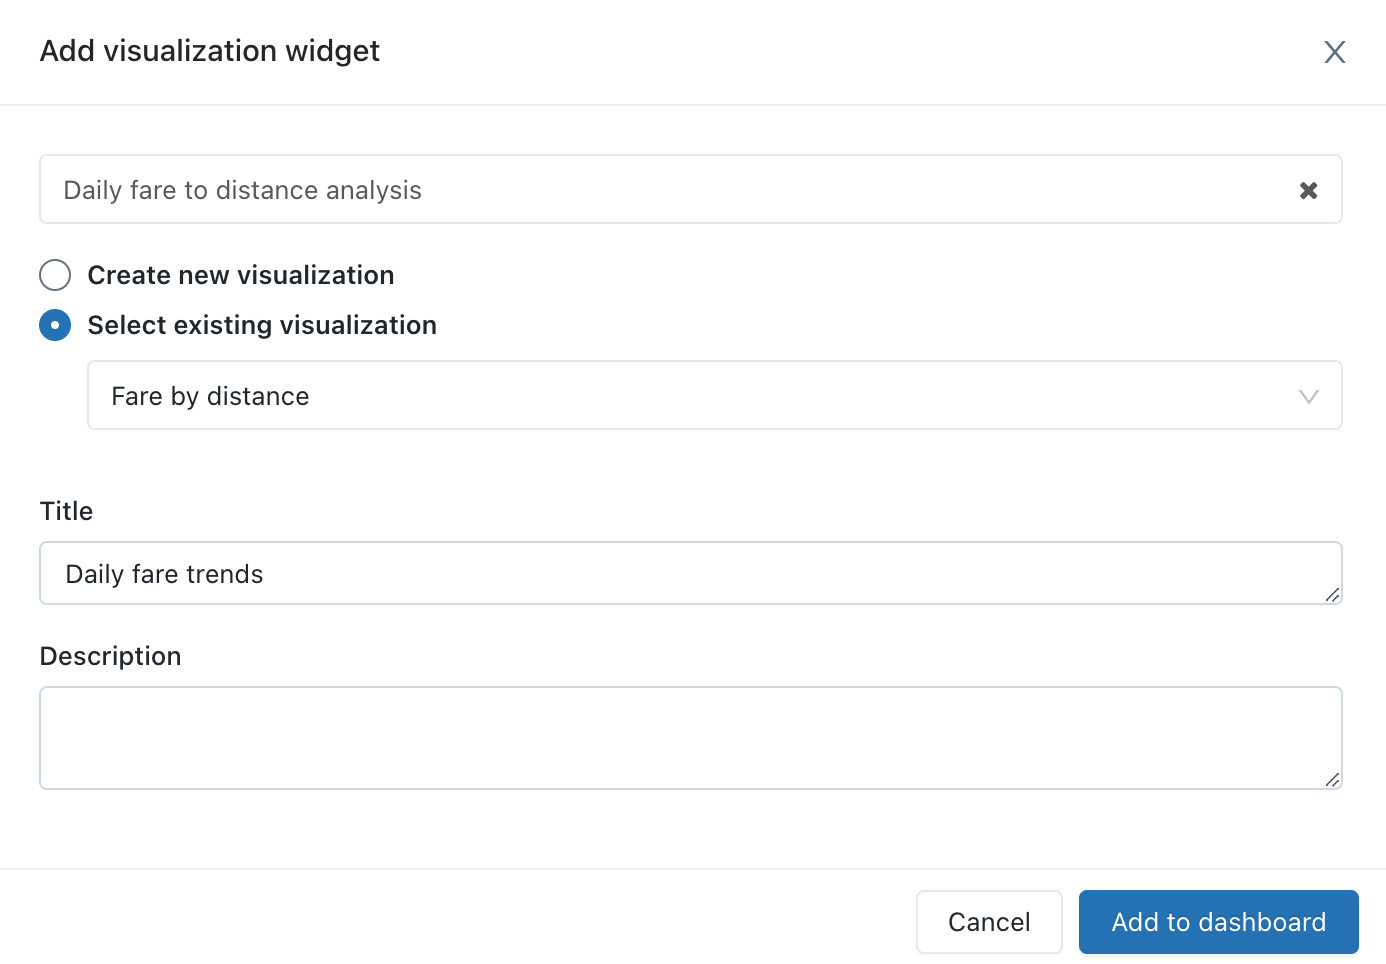 Add visualization widget
Daily fare to distance analysis
Create new visualization
Select existing visualization
Fare by distance
Title
Daily fare trends
Description
Cancel
Add to dashboard